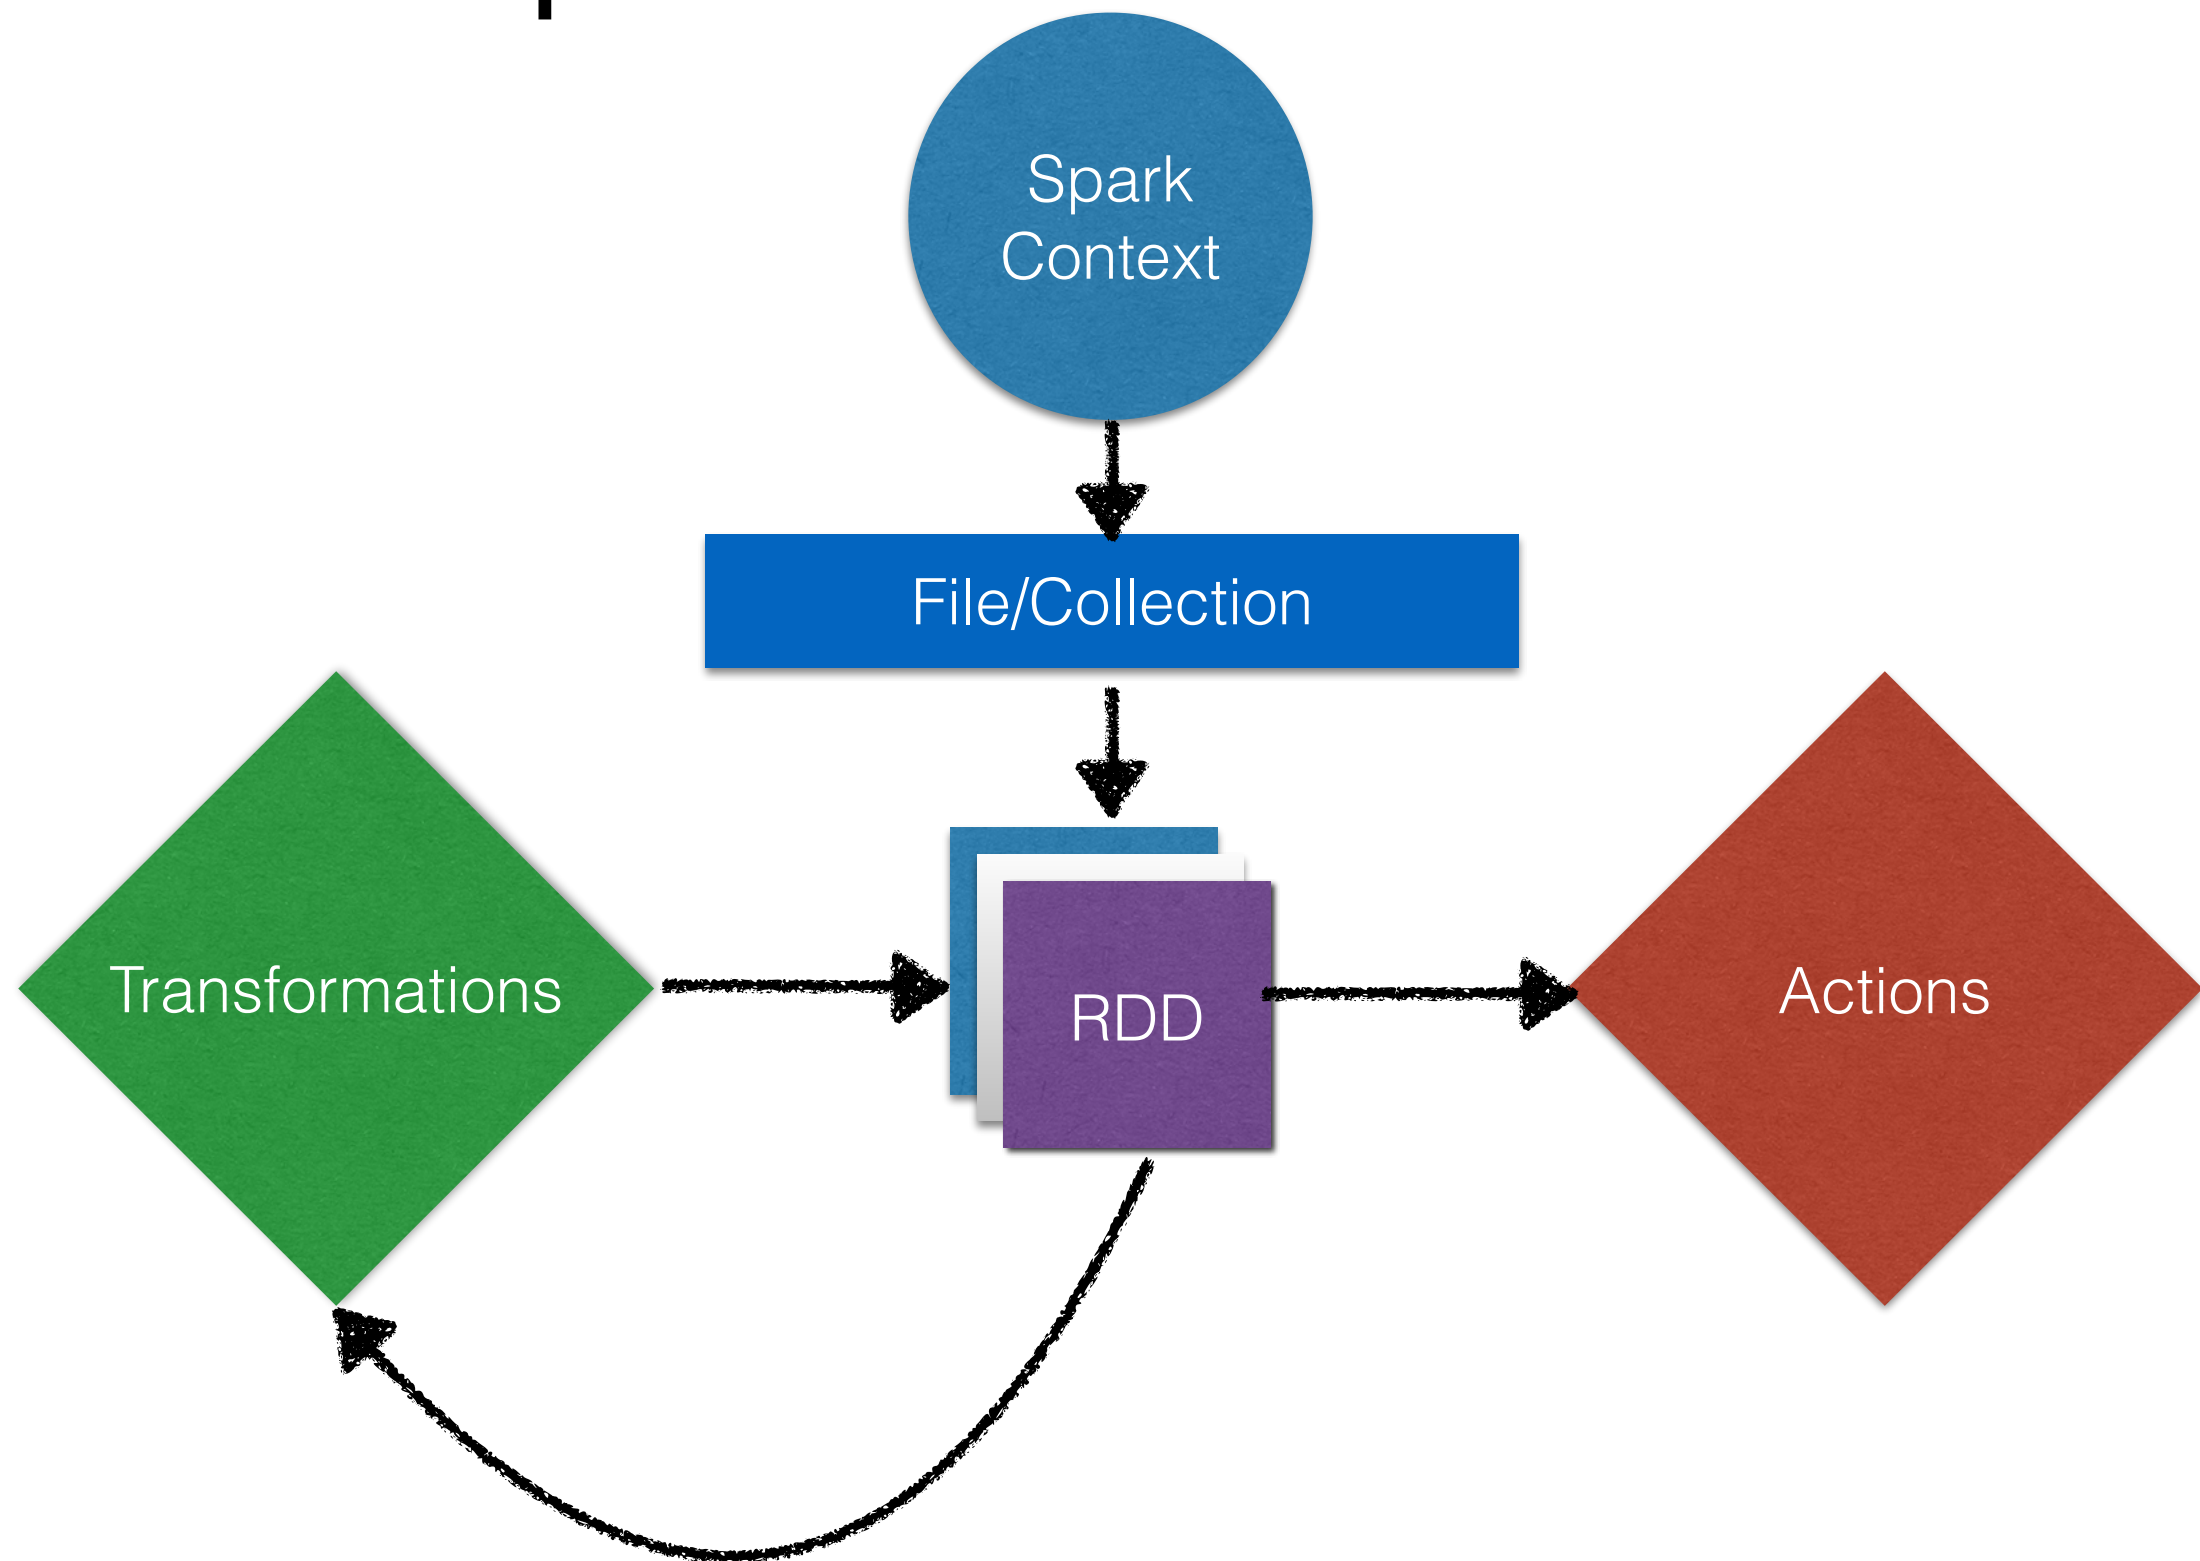 Spark
Context
File/Collection
Transformations
RDD
Actions